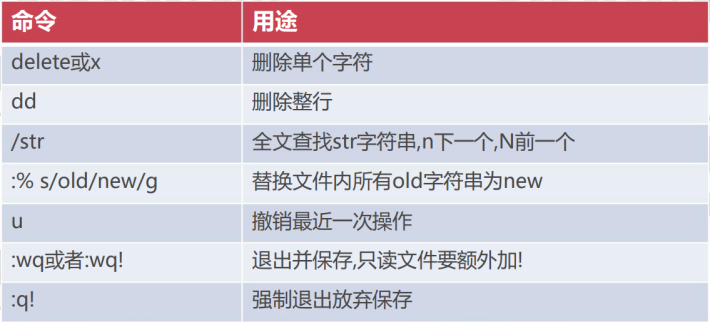 命令 用途
delete或x 删除单个字符
dd 删除整行
/str 全文查找str字符串,n下一个,N前一个
:% s/old/new/g 替换文件内所有old字符串为new
u 撤销最近一次操作
:wq或者:wq! 退出并保存,只读文件要额外加!
:q! 强制退出放弃保存